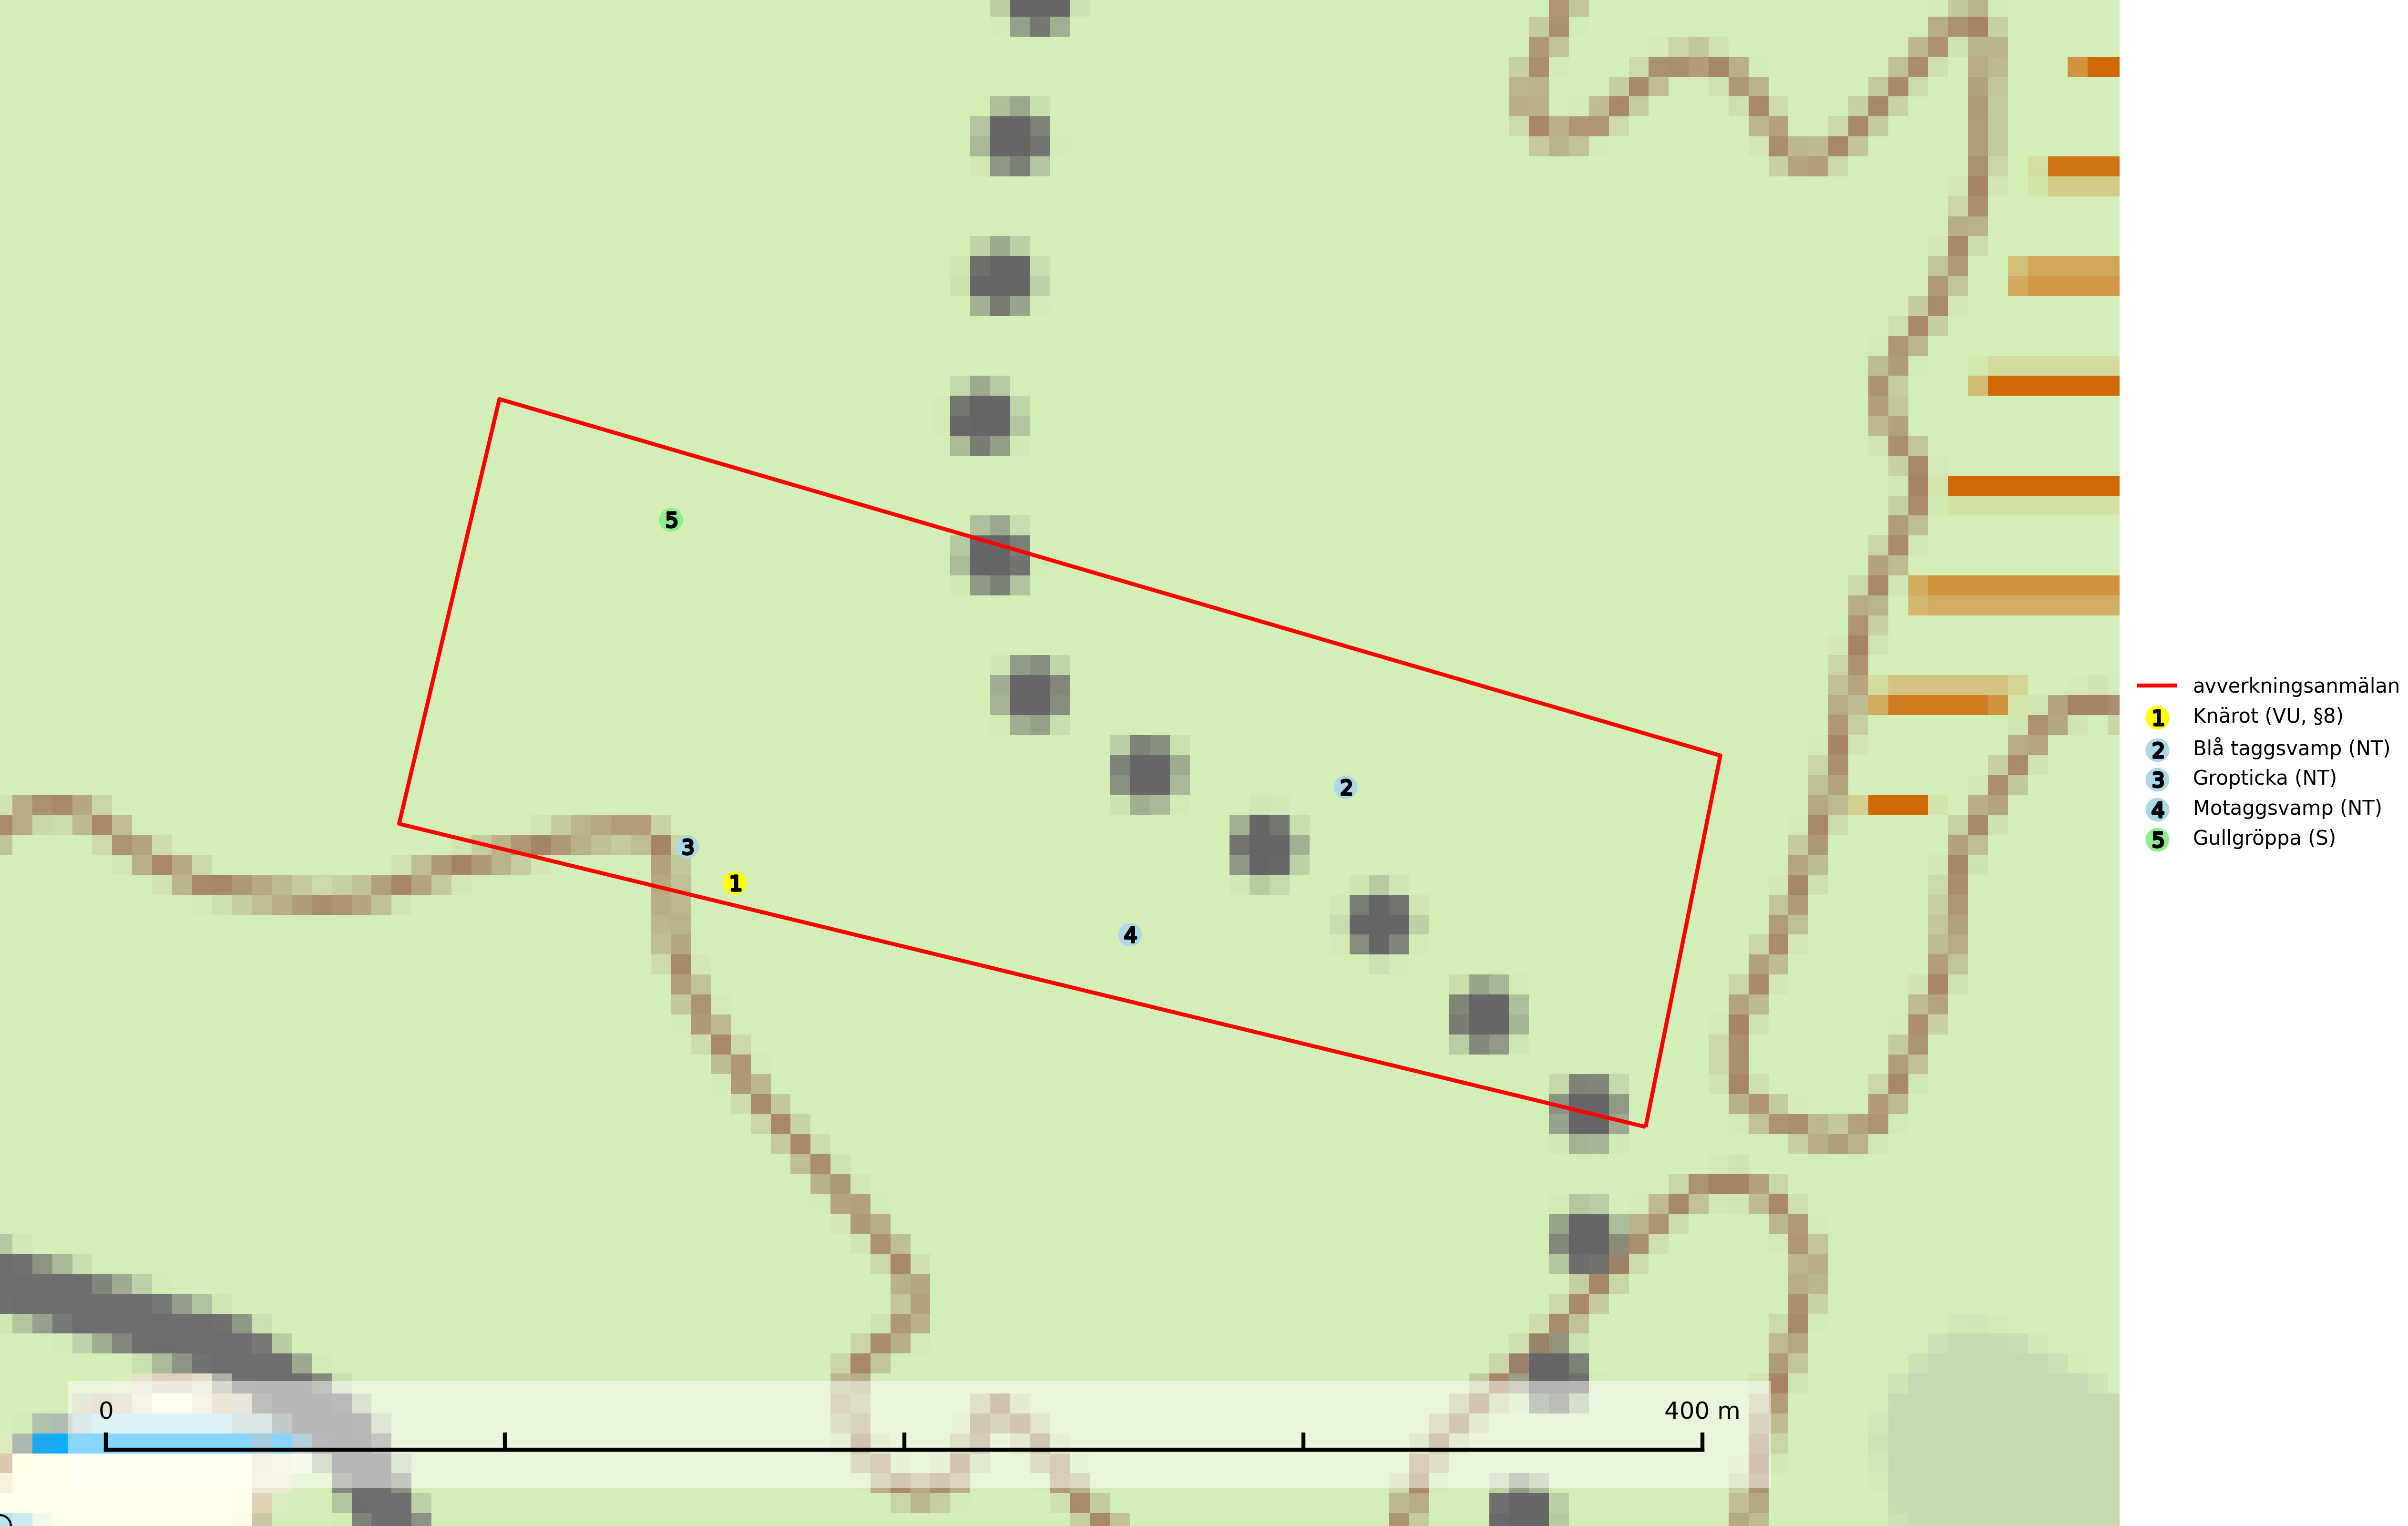 5
2
3
1
4
0 400 m
avverkningsanmälan
1 Knärot (VU, §8)
2 Blå taggsvamp (NT)
3 Gropticka (NT)
4 Motaggsvamp (NT)
5 Gullgröppa (S)